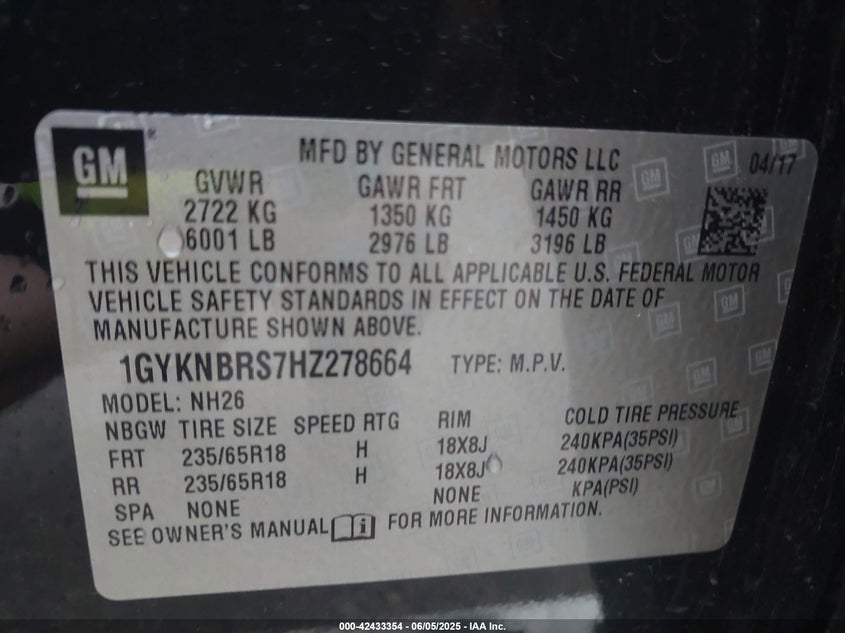 GM
MFD BY GENERAL MOTORS LLC 04/17
GVWR GAWR FRT GAWR RR
2722 KG 1350 KG 1450 KG
6001 LB 2976 LB 3196 LB
THIS VEHICLE CONFORMS TO ALL APPLICABLE U.S. FEDERAL MOTOR
VEHICLE SAFETY STANDARDS IN EFFECT ON THE DATE OF
MANUFACTURE SHOWN ABOVE.
1GYKNBRS7HZ278664 TYPE: M.P.V.
MODEL: NH26
NBGW TIRE SIZE SPEED RTG RIM COLD TIRE PRESSURE
FRT 235/65R18 H 18X8J 240KPA(35PSI)
RR 235/65R18 H 18X8J 240KPA(35PSI)
SPA NONE NONE KPA(PSI)
SEE OWNER'S MANUAL FOR MORE INFORMATION.
000-42433354 - 06/05/2025 - IAA Inc.